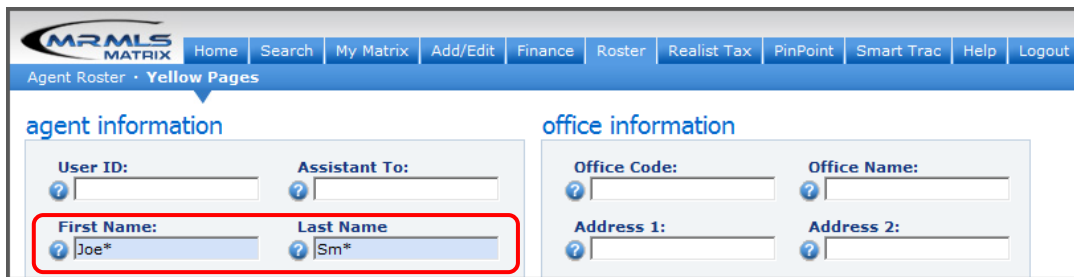 MRMLS
MATRIX
Home Search My Matrix Add/Edit Finance Roster Realist Tax PinPoint Smart Trac Help Logout
Agent Roster · Yellow Pages
agent information office information
User ID: Assistant To: Office Code: Office Name:
? ? ? ?
First Name: Last Name Address 1: Address 2:
? Joe* ? Sm* ? ?